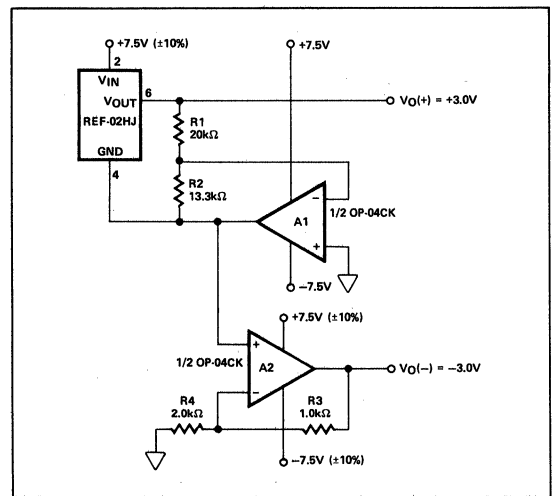 +7.5V (±10%)
2
VIN
VOUT
6
REF-02HJ
GND
4
+7.5V
VO(+) = +3.0V
R1
20kΩ
R2
13.3kΩ
−
A1
+
1/2 OP-04CK
−7.5V
+7.5V (±10%)
1/2 OP-04CK
+
A2
−
VO(−) = −3.0V
R4
2.0kΩ
R3
1.0kΩ
−7.5V (±10%)